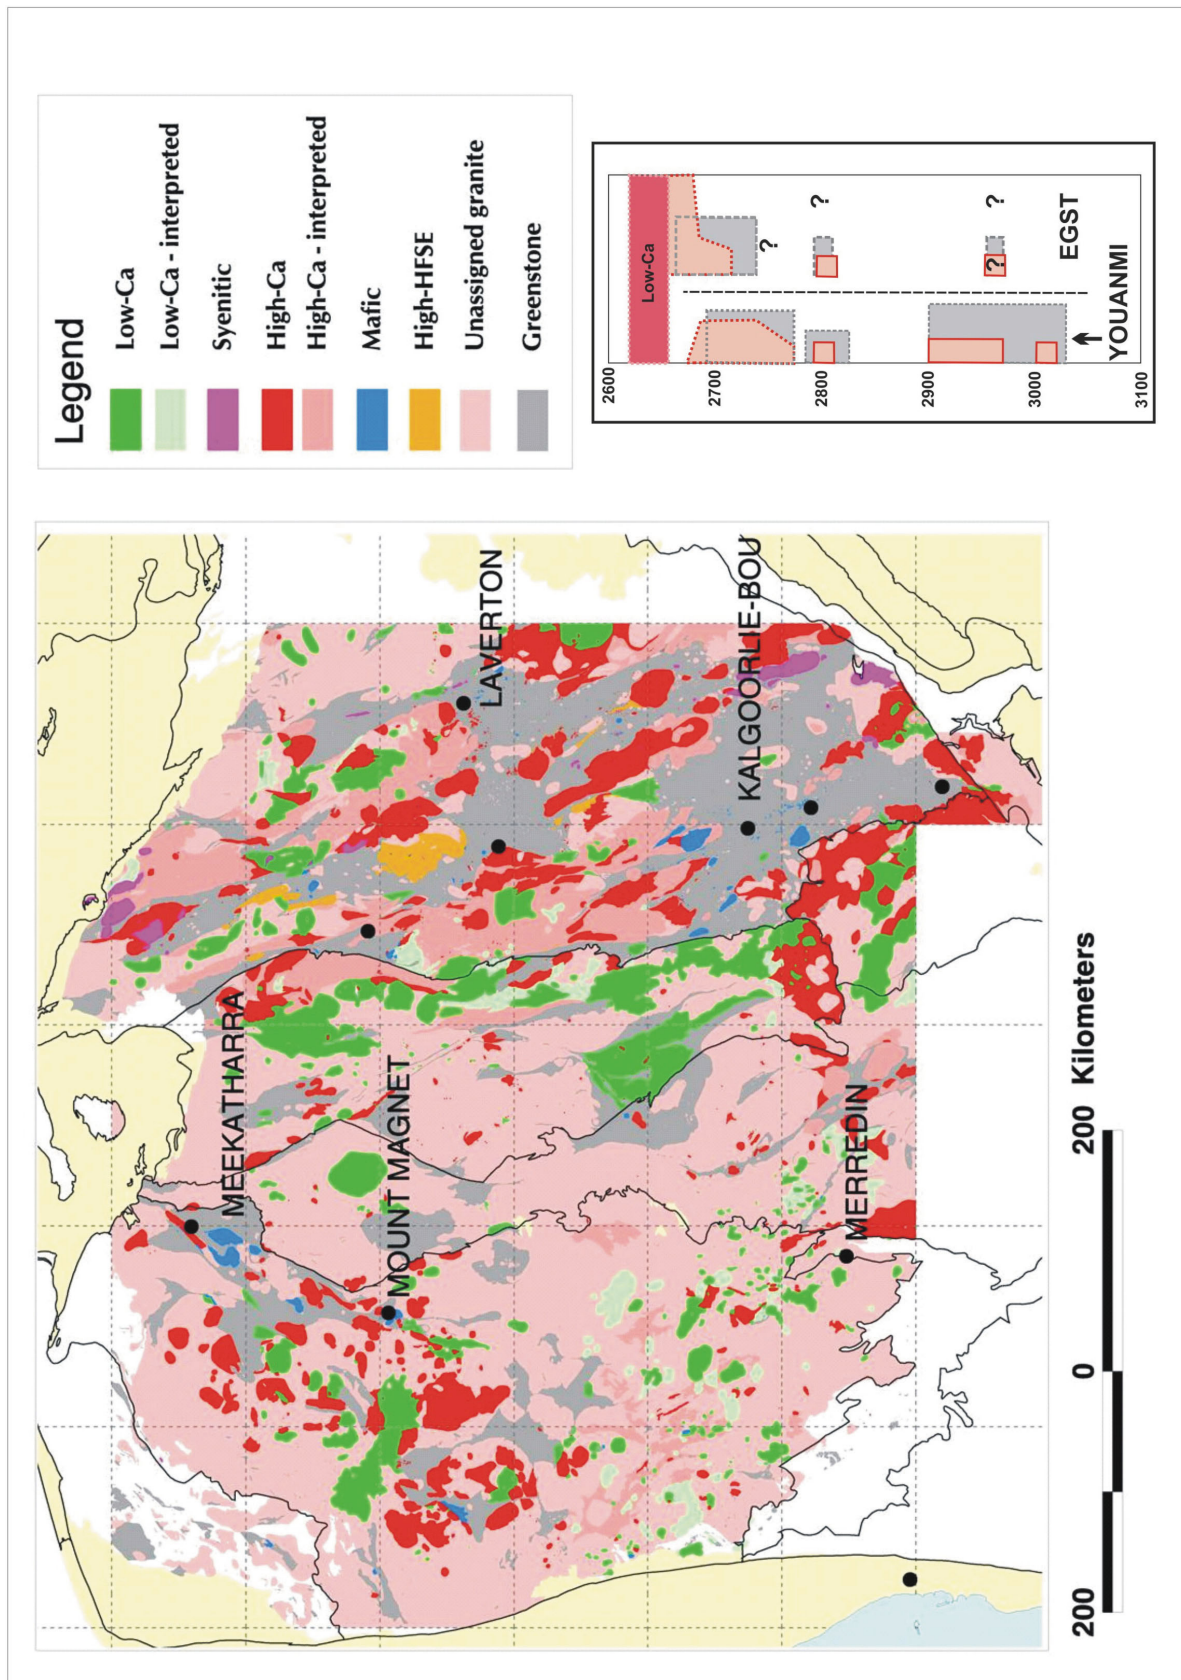 Legend
Low-Ca
Low-Ca - interpreted
Syenitic
High-Ca
High-Ca - interpreted
Mafic
High-HFSE
Unassigned granite
Greenstone
2600
2700
2800
2900
3000
3100
Low-Ca
?
?
?
?
YOUANMI
EGST
MEEKATHARRA
MOUNT MAGNET
LAVERTON
KALGOORLIE-BOU
MERREDIN
200
0
200 Kilometers